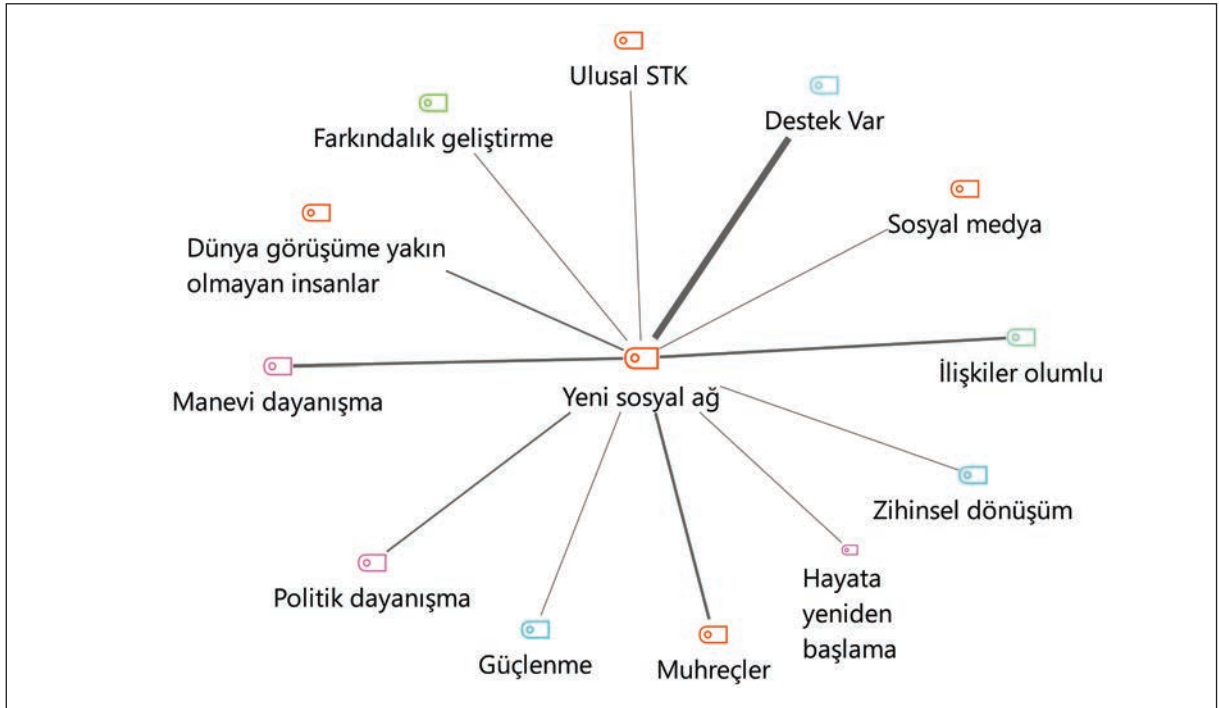 Ulusal STK
Destek Var
Farkındalık geliştirme
Sosyal medya
Dünya görüşüme yakın
olmayan insanlar
İlişkiler olumlu
Manevi dayanışma
Yeni sosyal ağ
Zihinsel dönüşüm
Hayata
yeniden
başlama
Politik dayanışma
Güçlenme
Muhreçler